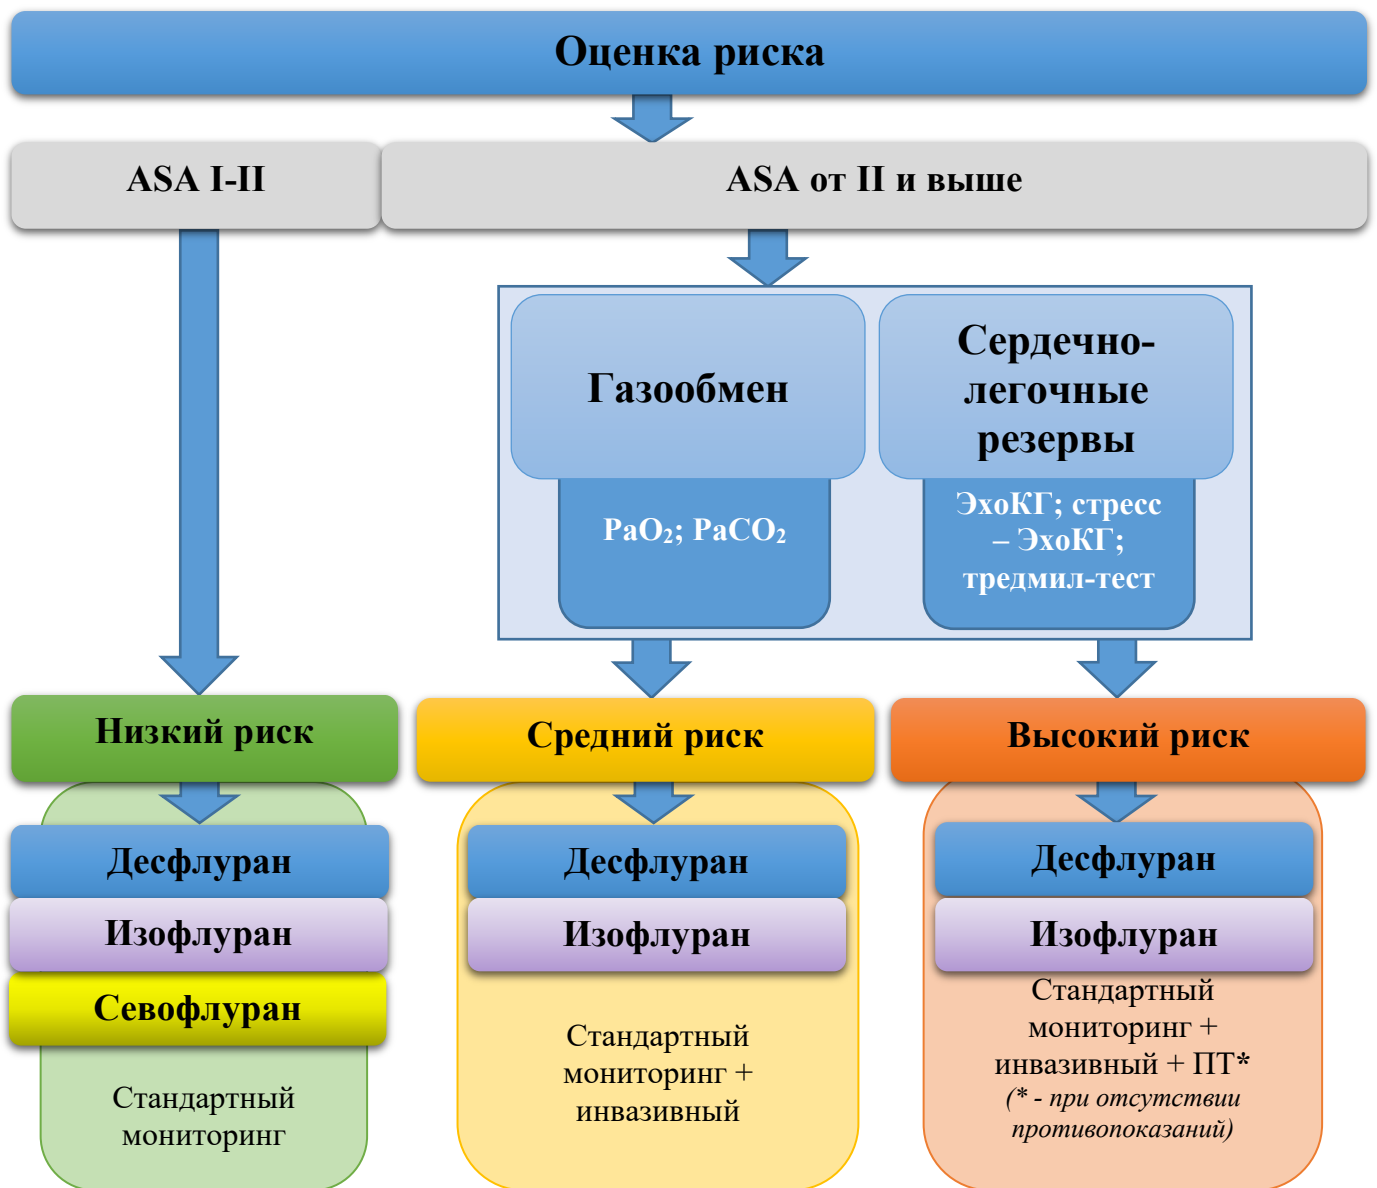 Оценка риска
ASA I-II
ASA от II и выше
Газообмен
PaO₂; PaCO₂
Сердечно-
легочные
резервы
ЭхоКГ; стресс
– ЭхоКГ;
тредмил-тест
Низкий риск
Десфлуран
Изофлуран
Севофлуран
Стандартный
мониторинг
Средний риск
Десфлуран
Изофлуран
Стандартный
мониторинг +
инвазивный
Высокий риск
Десфлуран
Изофлуран
Стандартный
мониторинг +
инвазивный + ПТ*
(* - при отсутствии
противопоказаний)